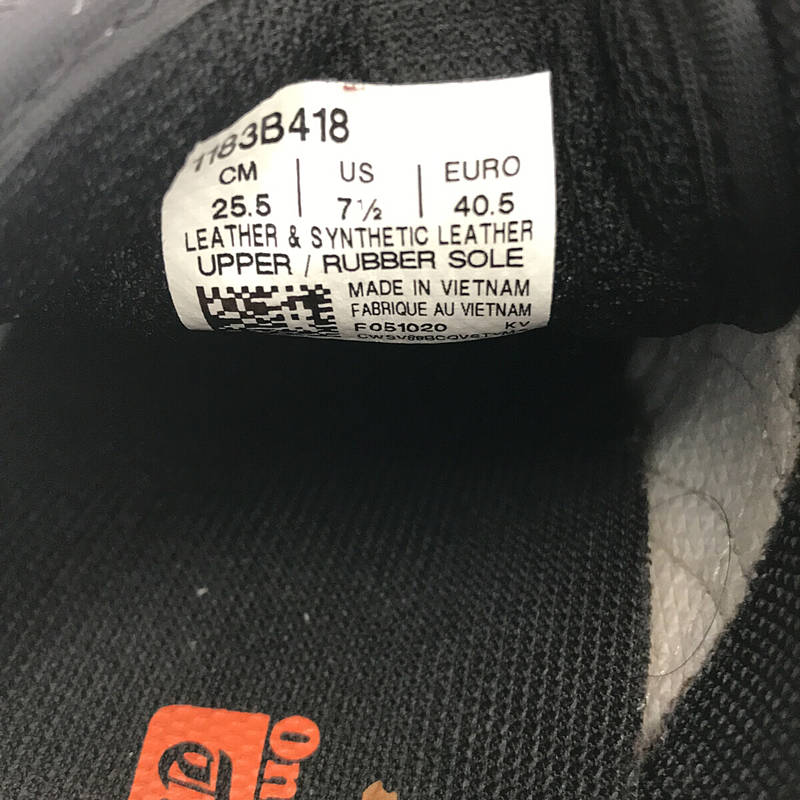 1183B418
CM | US | EURO
25.5 | 7½ | 40.5
LEATHER & SYNTHETIC LEATHER
UPPER / RUBBER SOLE
MADE IN VIETNAM
FABRIQUE AU VIETNAM
F051020 KV
On